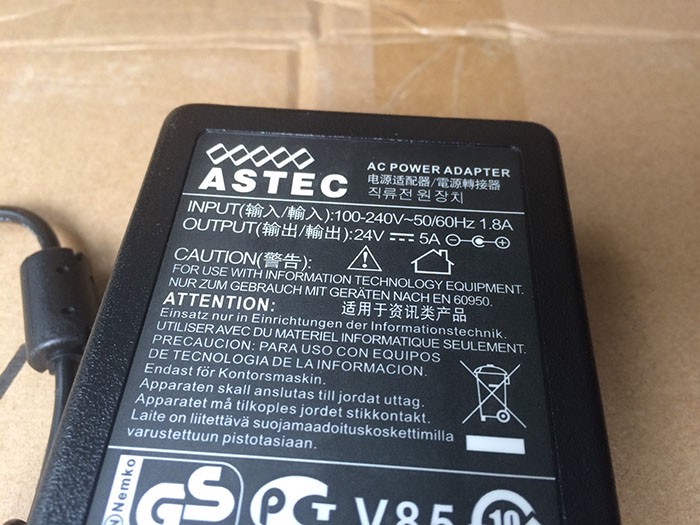 ASTEC
AC POWER ADAPTER
电源适配器/電源轉接器
직류전원장치
INPUT(输入/輸入):100-240V~50/60Hz 1.8A
OUTPUT(输出/輸出):24V ⎓ 5A
CAUTION(警告):
FOR USE WITH INFORMATION TECHNOLOGY EQUIPMENT.
NUR ZUM GEBRAUCH MIT GERÄTEN NACH EN 60950.
ATTENTION: 适用于资讯类产品
Einsatz nur in Einrichtungen der Informationstechnik.
UTILISER AVEC DU MATERIEL INFORMATIQUE SEULEMENT.
PRECAUCION: PARA USO CON EQUIPOS
DE TECNOLOGIA DE LA INFORMACION.
Endast för Kontorsmaskin.
Apparaten skall anslutas till jordat uttag.
Apparatet må tilkoples jordet stikkontakt.
Laite on liitettävä suojamaadoituskoskettimilla
varustettuun pistotasiaan.
Nemko
GS
PCT
V85
10